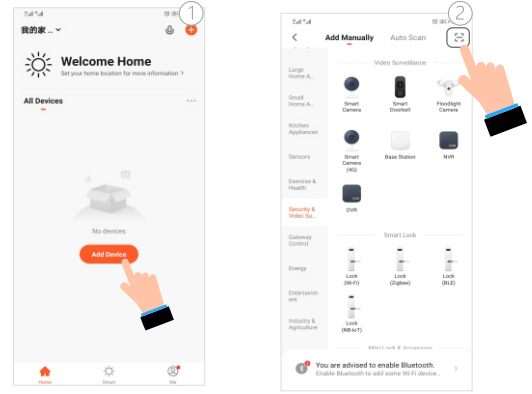 1
我的家 ..
Welcome Home
Set your home location for more information >
All Devices
...
No devices
Add Device
Home
Smart
Me
2
Add Manually
Auto Scan
Video Surveillance
Large
Home A...
Small
Home A...
Kitchen
Appliances
Sensors
Exercise &
Health
Security &
Video Su...
Gateway
Control
Energy
Entertainm
ent
Industry &
Agriculture
Smart
Camera
Smart
Doorbell
Floodlight
Camera
Smart
Camera
(4G)
Base Station
NVR
DVR
Smart Lock
Lock
(Wi-Fi)
Lock
(Zigbee)
Lock
(BLE)
Lock
(NB-IoT)
You are advised to enable Bluetooth.
Enable Bluetooth to add some Wi-Fi device..